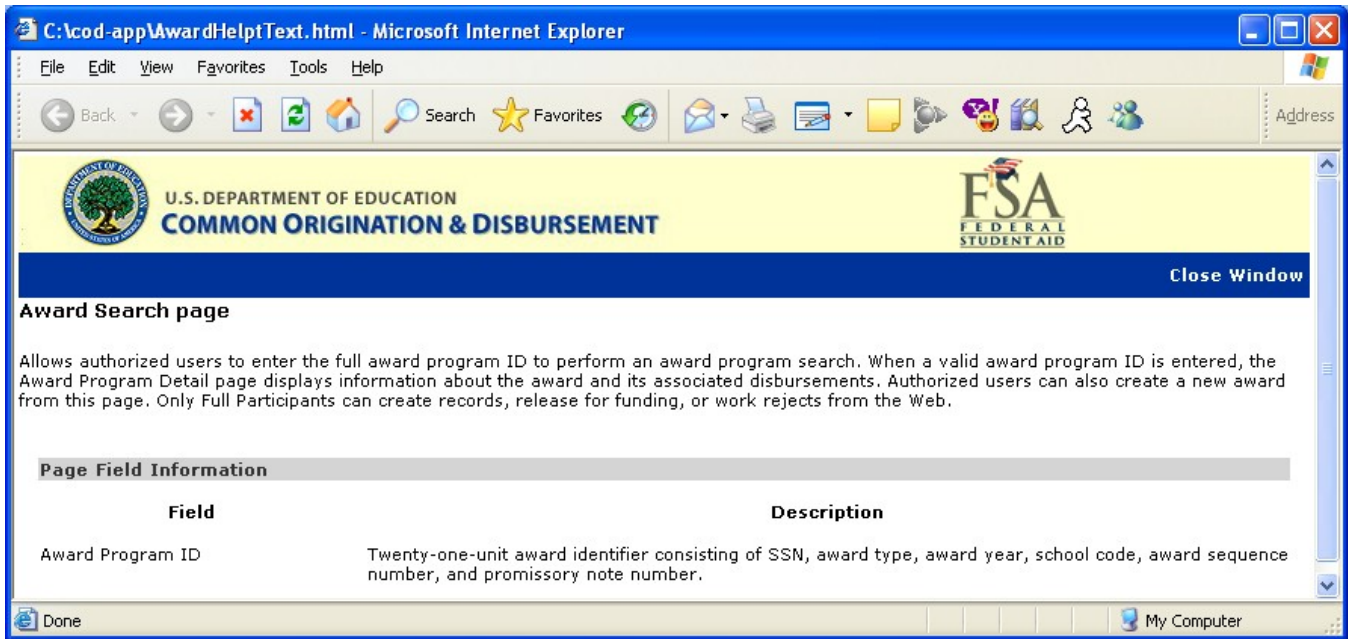 C:\cod-app\AwardHelptText.html - Microsoft Internet Explorer
File Edit View Favorites Tools Help
Back Search Favorites Address
U.S. DEPARTMENT OF EDUCATION
COMMON ORIGINATION & DISBURSEMENT
FSA
FEDERAL
STUDENT AID
Close Window
Award Search page
Allows authorized users to enter the full award program ID to perform an award program search. When a valid award program ID is entered, the
Award Program Detail page displays information about the award and its associated disbursements. Authorized users can also create a new award
from this page. Only Full Participants can create records, release for funding, or work rejects from the Web.
Page Field Information
Field Description
Award Program ID Twenty-one-unit award identifier consisting of SSN, award type, award year, school code, award sequence
number, and promissory note number.
Done My Computer